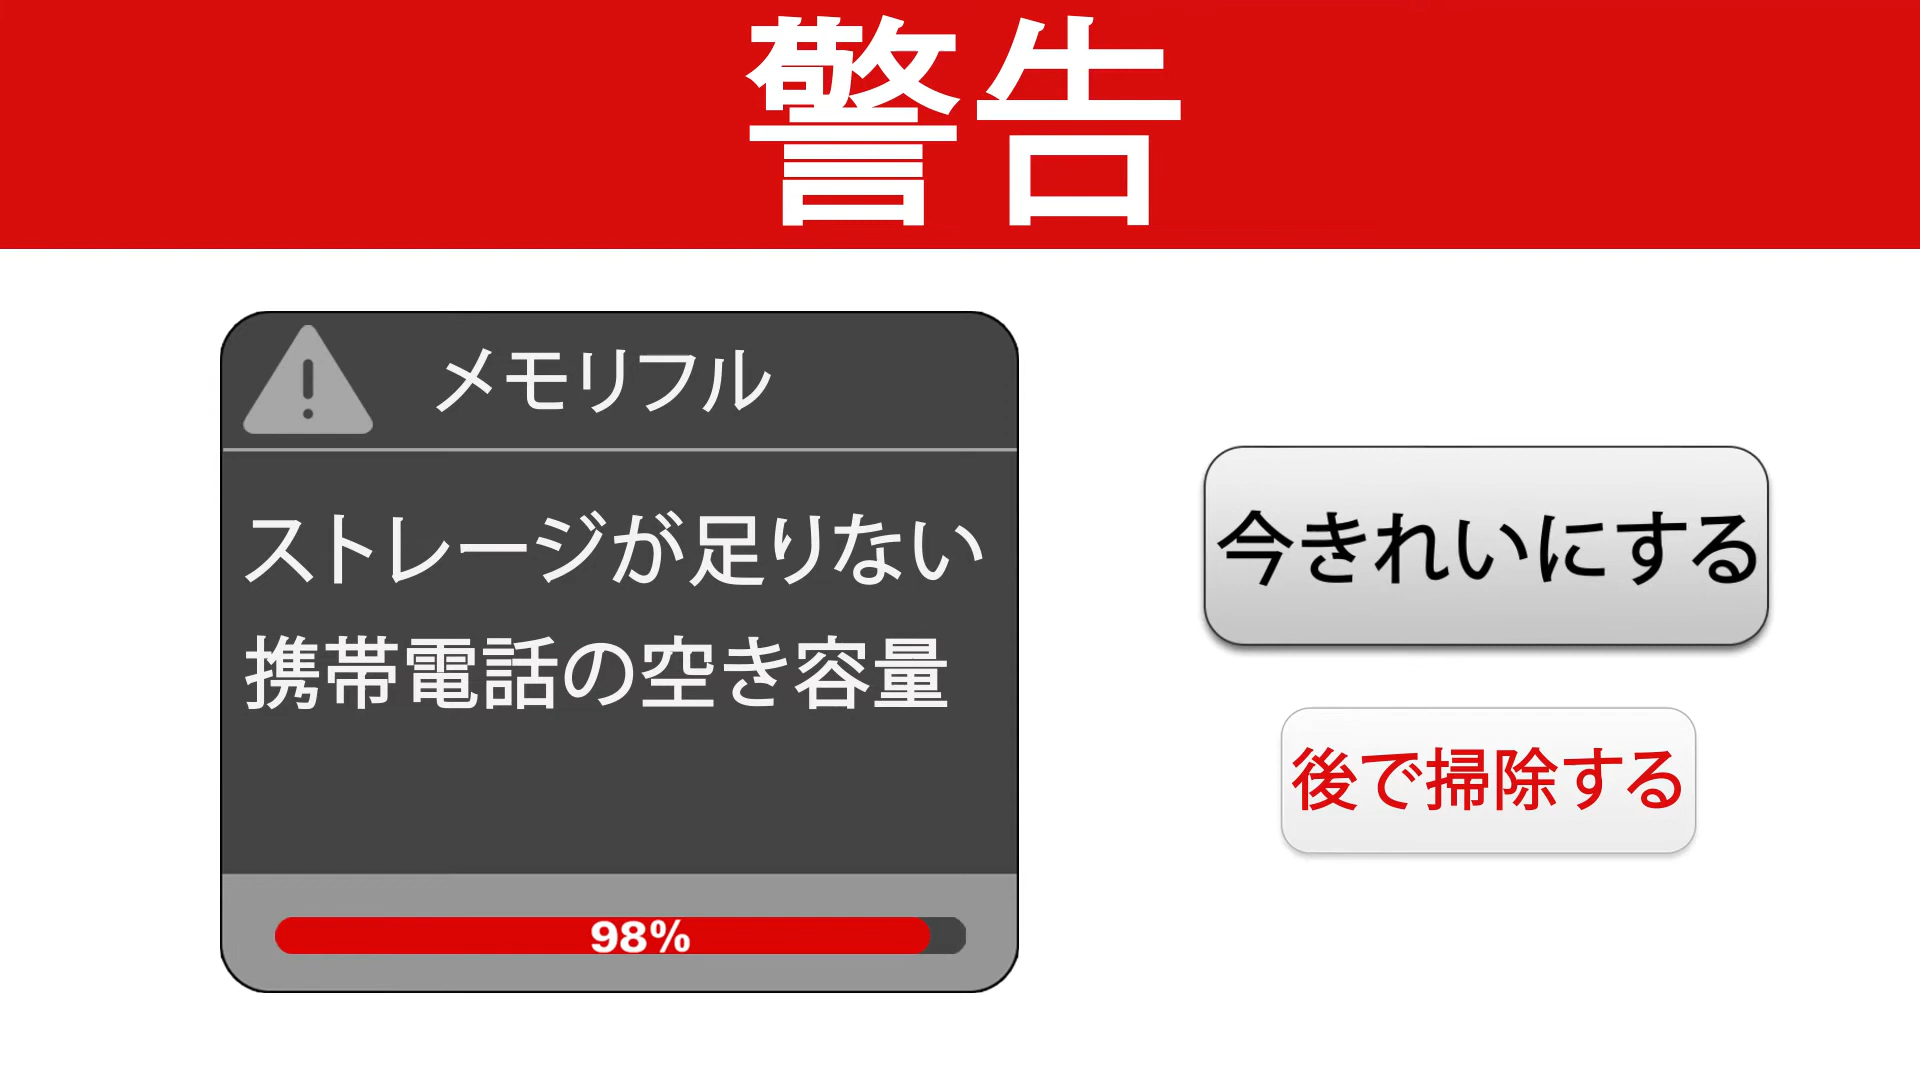 警告
メモリフル
ストレージが足りない
携帯電話の空き容量
98%
今きれいにする
後で掃除する